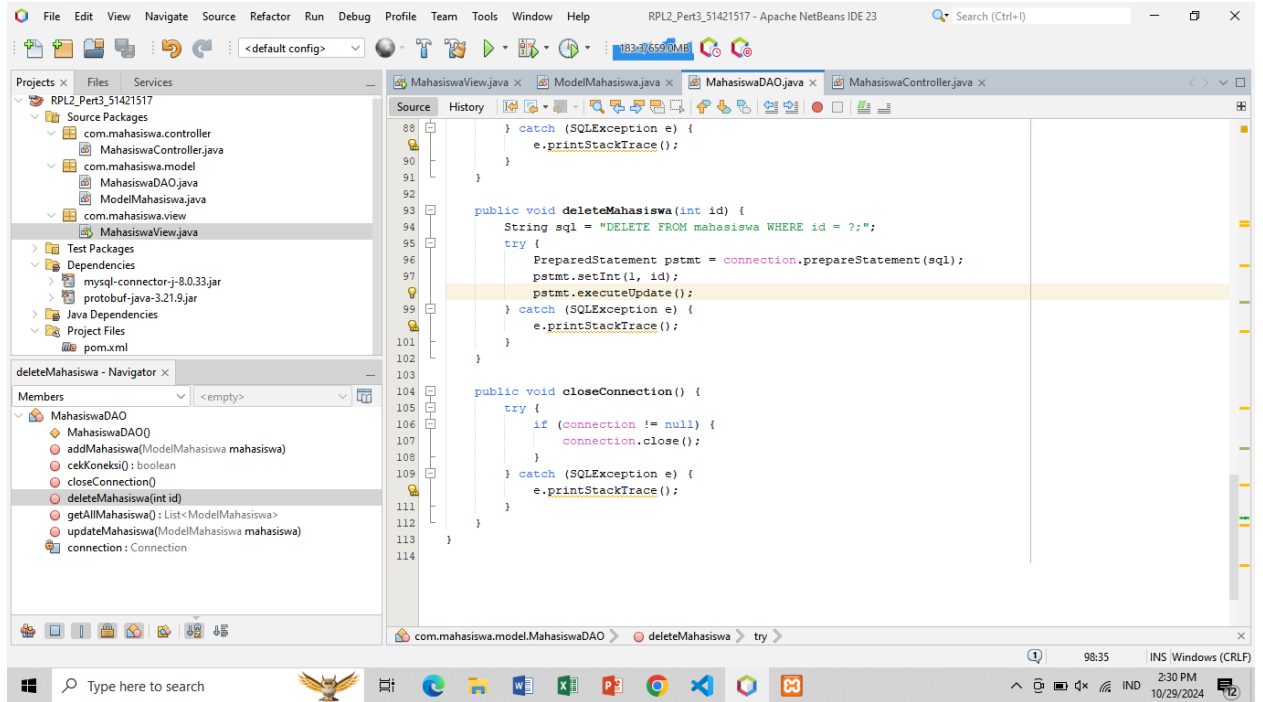 File Edit View Navigate Source Refactor Run Debug Profile Team Tools Window Help RPL2_Pert3_51421517 - Apache NetBeans IDE 23 Search (Ctrl+I)
<default config> 183.3/659.0MB
Projects Files Services
RPL2_Pert3_51421517
Source Packages
com.mahasiswa.controller
MahasiswaController.java
com.mahasiswa.model
MahasiswaDAO.java
ModelMahasiswa.java
com.mahasiswa.view
MahasiswaView.java
Test Packages
Dependencies
mysql-connector-j-8.0.33.jar
protobuf-java-3.21.9.jar
Java Dependencies
Project Files
pom.xml
deleteMahasiswa - Navigator
Members <empty>
MahasiswaDAO
MahasiswaDAO()
addMahasiswa(ModelMahasiswa mahasiswa)
cekKoneksi() : boolean
closeConnection()
deleteMahasiswa(int id)
getAllMahasiswa() : List<ModelMahasiswa>
updateMahasiswa(ModelMahasiswa mahasiswa)
connection : Connection
MahasiswaView.java ModelMahasiswa.java MahasiswaDAO.java MahasiswaController.java
Source History
88 } catch (SQLException e) {
e.printStackTrace();
90 }
91 }
92
93 public void deleteMahasiswa(int id) {
94 String sql = "DELETE FROM mahasiswa WHERE id = ?;";
95 try {
96 PreparedStatement pstmt = connection.prepareStatement(sql);
97 pstmt.setInt(1, id);
pstmt.executeUpdate();
99 } catch (SQLException e) {
e.printStackTrace();
101 }
102 }
103
104 public void closeConnection() {
105 try {
106 if (connection != null) {
107 connection.close();
108 }
109 } catch (SQLException e) {
e.printStackTrace();
111 }
112 }
113 }
114
com.mahasiswa.model.MahasiswaDAO deleteMahasiswa try
1 98:35 INS Windows (CRLF)
Type here to search IND 2:30 PM
10/29/2024 12